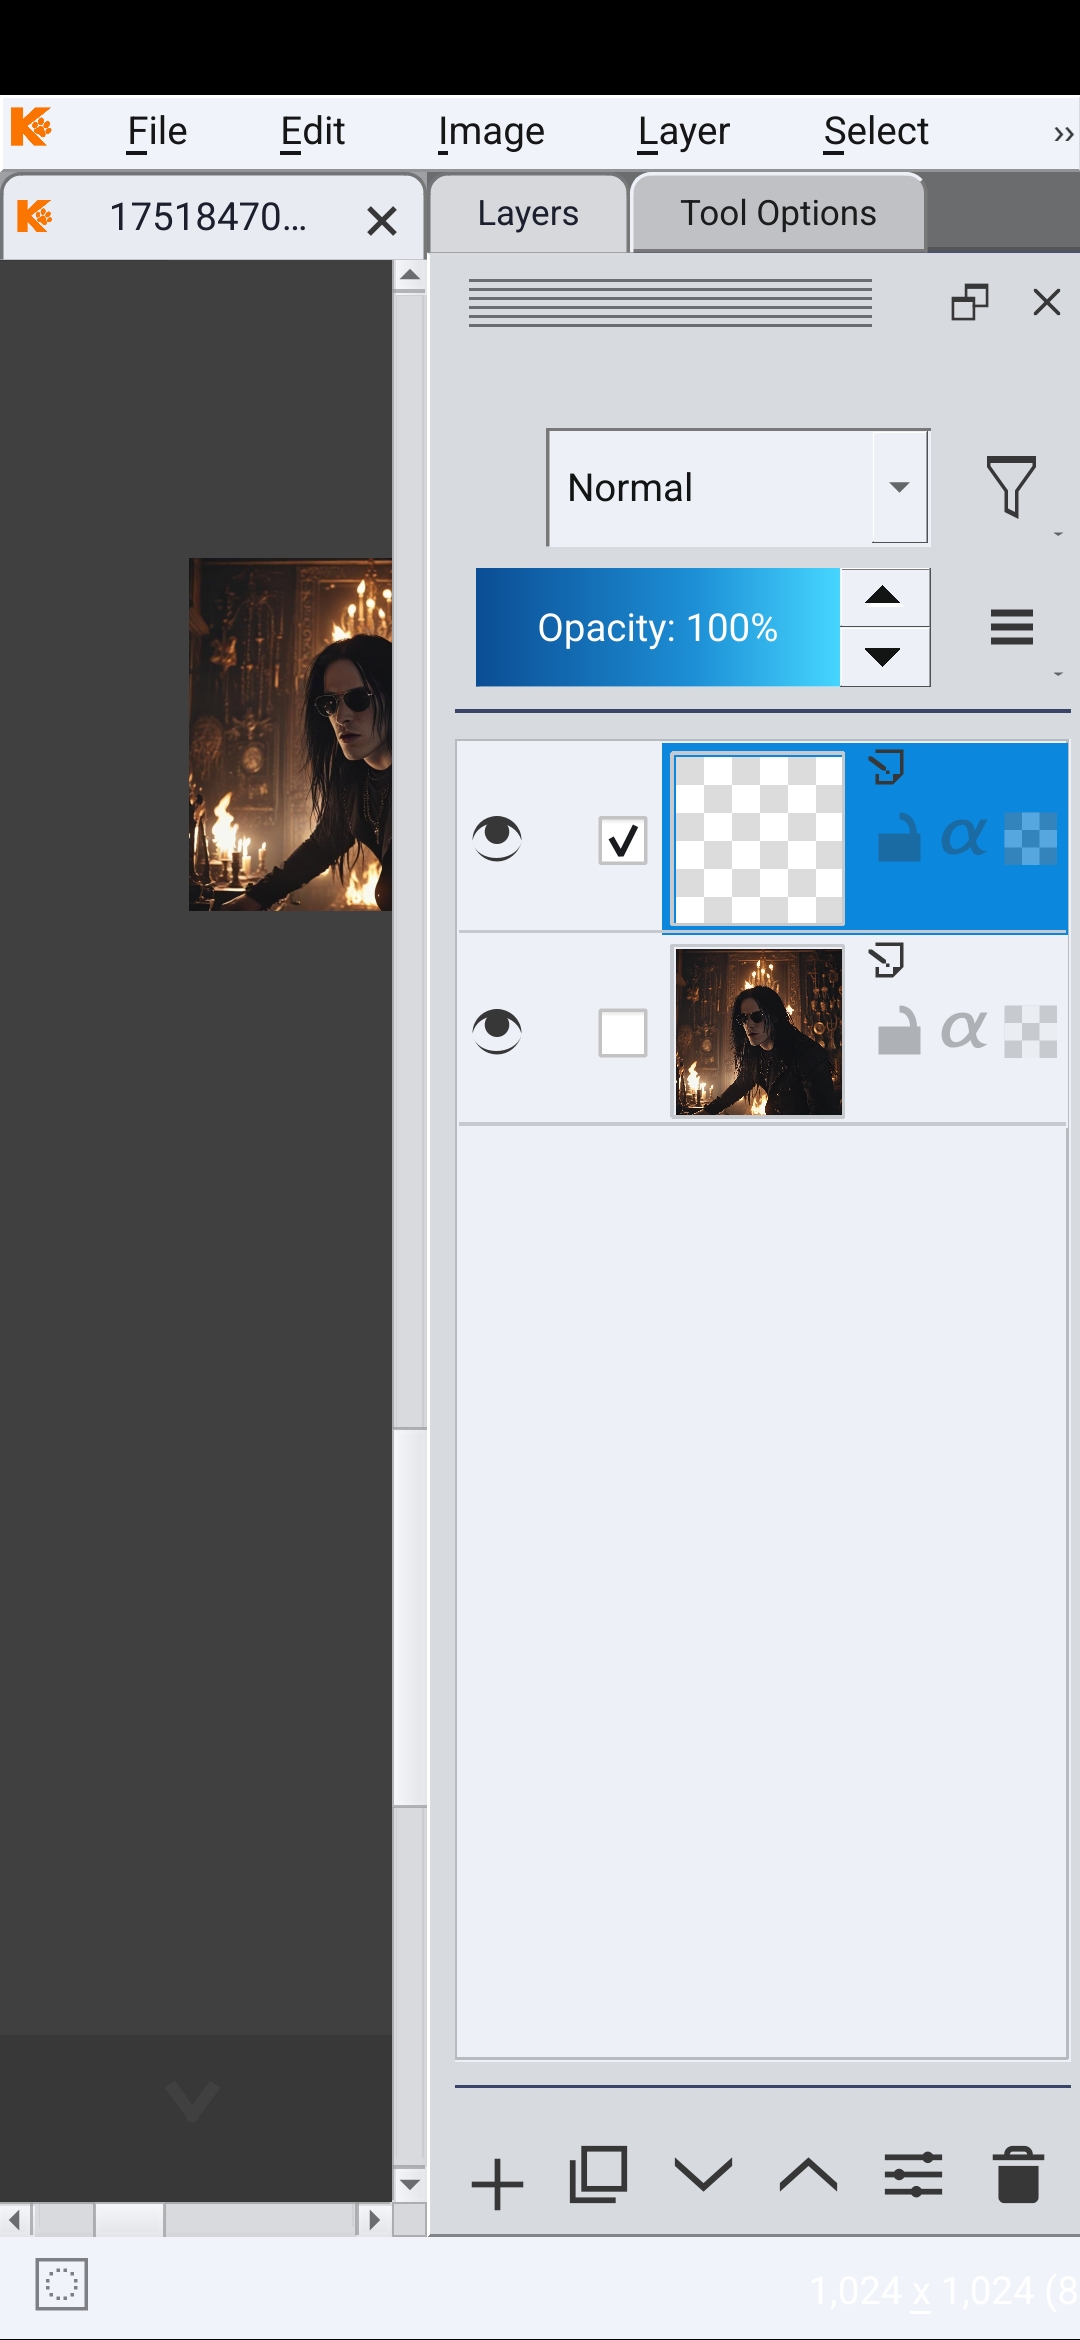 File Edit Image Layer Select »
17518470...
Layers Tool Options
Normal
Opacity: 100%
α
α
1,024 x 1,024 (8